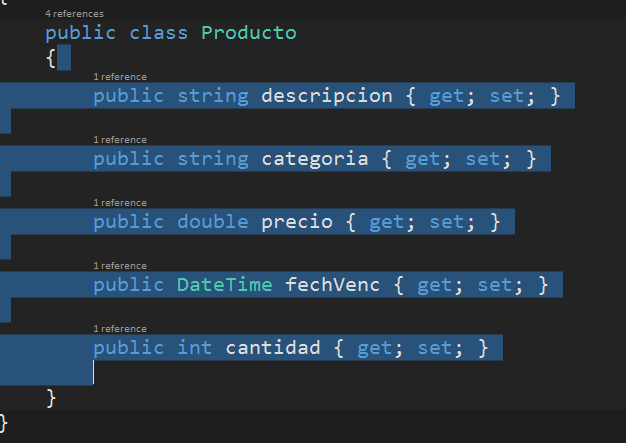 {
4 references
public class Producto
{
1 reference
public string descripcion { get; set; }
1 reference
public string categoria { get; set; }
1 reference
public double precio { get; set; }
1 reference
public DateTime fechVenc { get; set; }
1 reference
public int cantidad { get; set; }
}
}